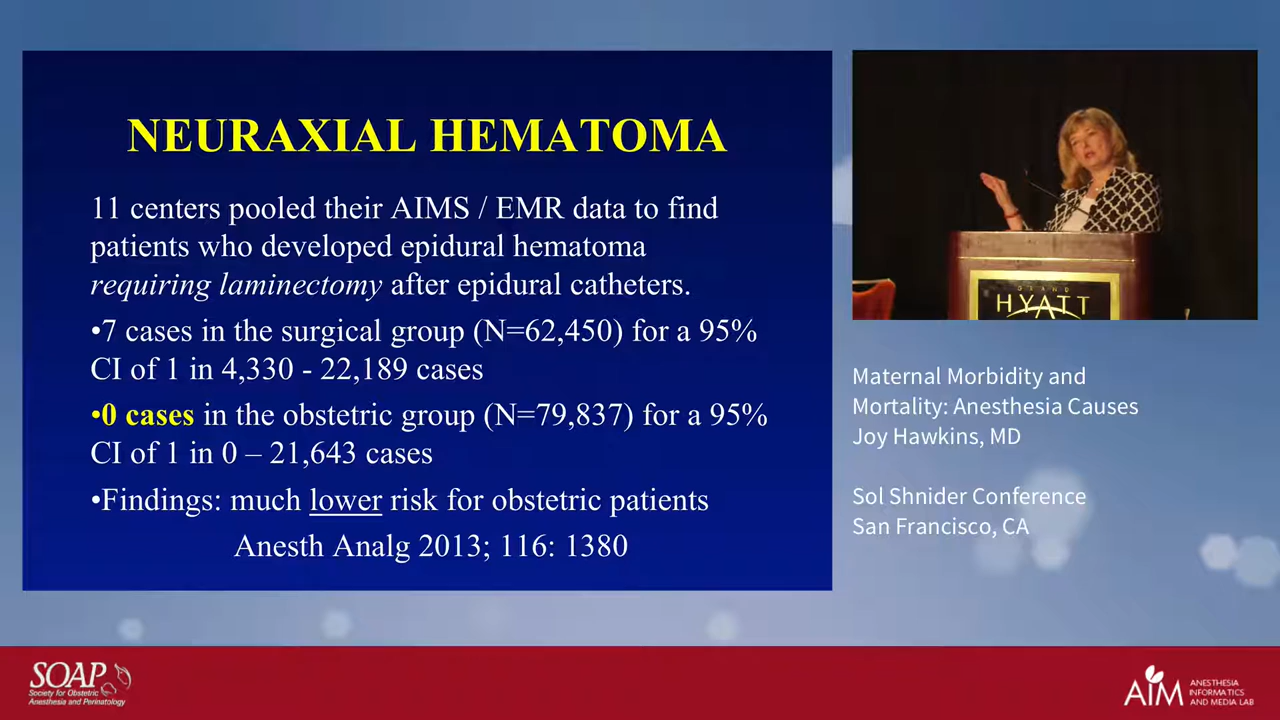 NEURAXIAL HEMATOMA
11 centers pooled their AIMS / EMR data to find
patients who developed epidural hematoma
requiring laminectomy after epidural catheters.
•7 cases in the surgical group (N=62,450) for a 95%
CI of 1 in 4,330 - 22,189 cases
•0 cases in the obstetric group (N=79,837) for a 95%
CI of 1 in 0 – 21,643 cases
•Findings: much lower risk for obstetric patients
Anesth Analg 2013; 116: 1380
GRAND
HYATT
Maternal Morbidity and
Mortality: Anesthesia Causes
Joy Hawkins, MD
Sol Shnider Conference
San Francisco, CA
SOAP
Society for Obstetric
Anesthesia and Perinatology
AIM
ANESTHESIA
INFORMATICS
AND MEDIA LAB